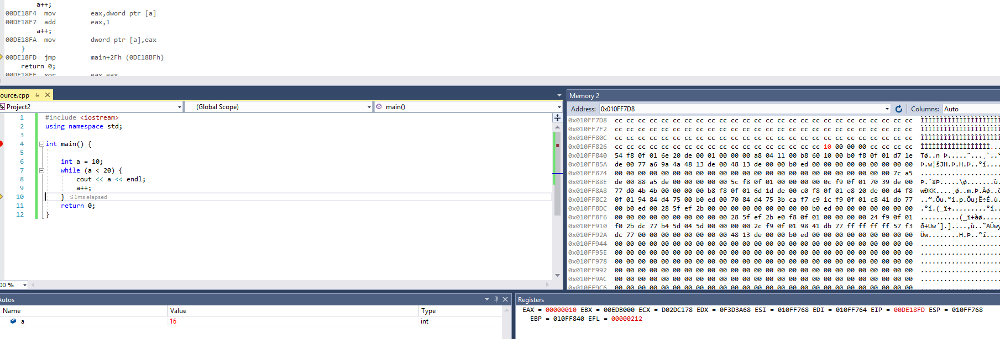 a++;
00DE18F4 mov eax,dword ptr [a]
00DE18F7 add eax,1
a++;
00DE18FA mov dword ptr [a],eax
}
00DE18FD jmp main+2Fh (0DE18BFh)
return 0;
00DE18FF xor eax,eax
ource.cpp
Project2 (Global Scope) main()
1 #include <iostream>
2 using namespace std;
3
4 int main() {
5
6 int a = 10;
7 while (a < 20) {
8 cout << a << endl;
9 a++;
10 } ≤1ms elapsed
11 return 0;
12 }
00 %
Memory 2
Address: 0x010FF7D8 Columns: Auto
0x010FF7D8 cc cc cc cc cc cc cc cc cc cc cc cc cc cc cc cc cc cc cc cc cc cc cc cc cc cc ÌÌÌÌÌÌÌÌÌÌÌÌÌÌÌÌÌÌÌÌ
0x010FF7F2 cc cc cc cc cc cc cc cc cc cc cc cc cc cc cc cc cc cc cc cc cc cc cc cc cc cc ÌÌÌÌÌÌÌÌÌÌÌÌÌÌÌÌÌÌÌÌ
0x010FF80C cc cc cc cc cc cc cc cc cc cc cc cc cc cc cc cc cc cc cc cc cc cc cc cc cc cc ÌÌÌÌÌÌÌÌÌÌÌÌÌÌÌÌÌÌÌÌ
0x010FF826 cc cc cc cc cc cc cc cc cc cc cc cc cc cc cc cc cc cc 10 00 00 00 cc cc cc cc ÌÌÌÌÌÌÌÌÌÌÌÌÌÌÌÌÌÌ...
0x010FF840 54 f8 0f 01 6e 20 de 00 01 00 00 00 a8 04 11 00 b8 60 10 00 b0 f8 0f 01 d7 1e Tø..n Þ.....¨...¸`..°
0x010FF85A de 00 77 a6 9a 4a 48 13 de 00 48 13 de 00 00 b0 ed 00 00 00 00 00 00 00 00 00 Þ.w¦šJH.Þ.H.Þ..°í....
0x010FF874 00 00 00 00 00 00 00 00 00 00 00 00 00 00 00 00 00 00 00 00 00 00 00 00 7c a5 .....................
0x010FF88E de 00 88 a5 de 00 00 00 00 00 5c f8 0f 01 00 00 00 00 0c f9 0f 01 70 39 de 00 Þ.ˆ¥Þ.....\ø.......ù.
0x010FF8A8 77 d0 4b 4b 00 00 00 00 b8 f8 0f 01 6d 1d de 00 c0 f8 0f 01 e8 20 de 00 d4 f8 wÐKK....¸ø..m.Þ.Àø..è
0x010FF8C2 0f 01 94 84 d4 75 00 b0 ed 00 70 84 d4 75 3b ca f7 c9 1c f9 0f 01 c8 41 db 77 ..”.Ôu.°í.p.Ôu;Ê÷É.ù.
0x010FF8DC 00 b0 ed 00 28 5f ef 2b 00 00 00 00 00 00 00 00 00 b0 ed 00 00 00 00 00 00 00 .°í.(_ï+.........°í..
0x010FF8F6 00 00 00 00 00 00 00 00 00 00 28 5f ef 2b e0 f8 0f 01 00 00 00 00 24 f9 0f 01 ..........(_ï+àø.....
0x010FF910 f0 2b dc 77 b4 5d 04 5d 00 00 00 00 2c f9 0f 01 98 41 db 77 ff ff ff ff 57 f3 ð+Üw´].]....,ù..˜AÛwÿ
0x010FF92A dc 77 00 00 00 00 00 00 00 00 48 13 de 00 00 b0 ed 00 00 00 00 00 00 00 00 00 Üw........H.Þ..°í....
0x010FF944 00 00 00 00 00 00 00 00 00 00 00 00 00 00 00 00 00 00 00 00 00 00 00 00 00 00 .....................
0x010FF95E 00 00 00 00 00 00 00 00 00 00 00 00 00 00 00 00 00 00 00 00 00 00 00 00 00 00 .....................
0x010FF978 00 00 00 00 00 00 00 00 00 00 00 00 00 00 00 00 00 00 00 00 00 00 00 00 00 00 .....................
0x010FF992 00 00 00 00 00 00 00 00 00 00 00 00 00 00 00 00 00 00 00 00 00 00 00 00 00 00 .....................
0x010FF9AC 00 00 00 00 00 00 00 00 00 00 00 00 00 00 00 00 00 00 00 00 00 00 00 00 00 00 .....................
0x010FF9C6 00 00 00 00 00 00 00 00 00 00 00 00 00 00 00 00 00 00 00 00 00 00 00 00 00 00 .....................
Autos
Name Value Type
a 16 int
Registers
EAX = 00000010 EBX = 00EDB000 ECX = D02DC178 EDX = 0F3D3A68 ESI = 010FF768 EDI = 010FF764 EIP = 00DE18FD ESP = 010FF768
EBP = 010FF840 EFL = 00000212